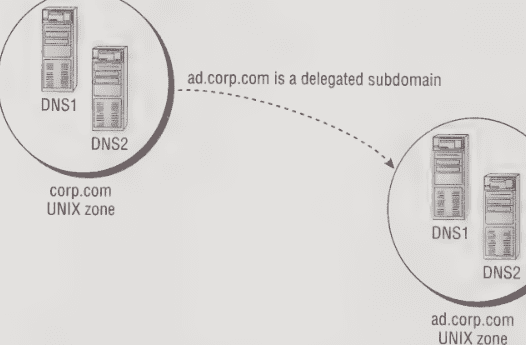 DNS1
DNS2
corp.com
UNIX zone
ad.corp.com is a delegated subdomain
DNS1
DNS2
ad.corp.com
UNIX zone